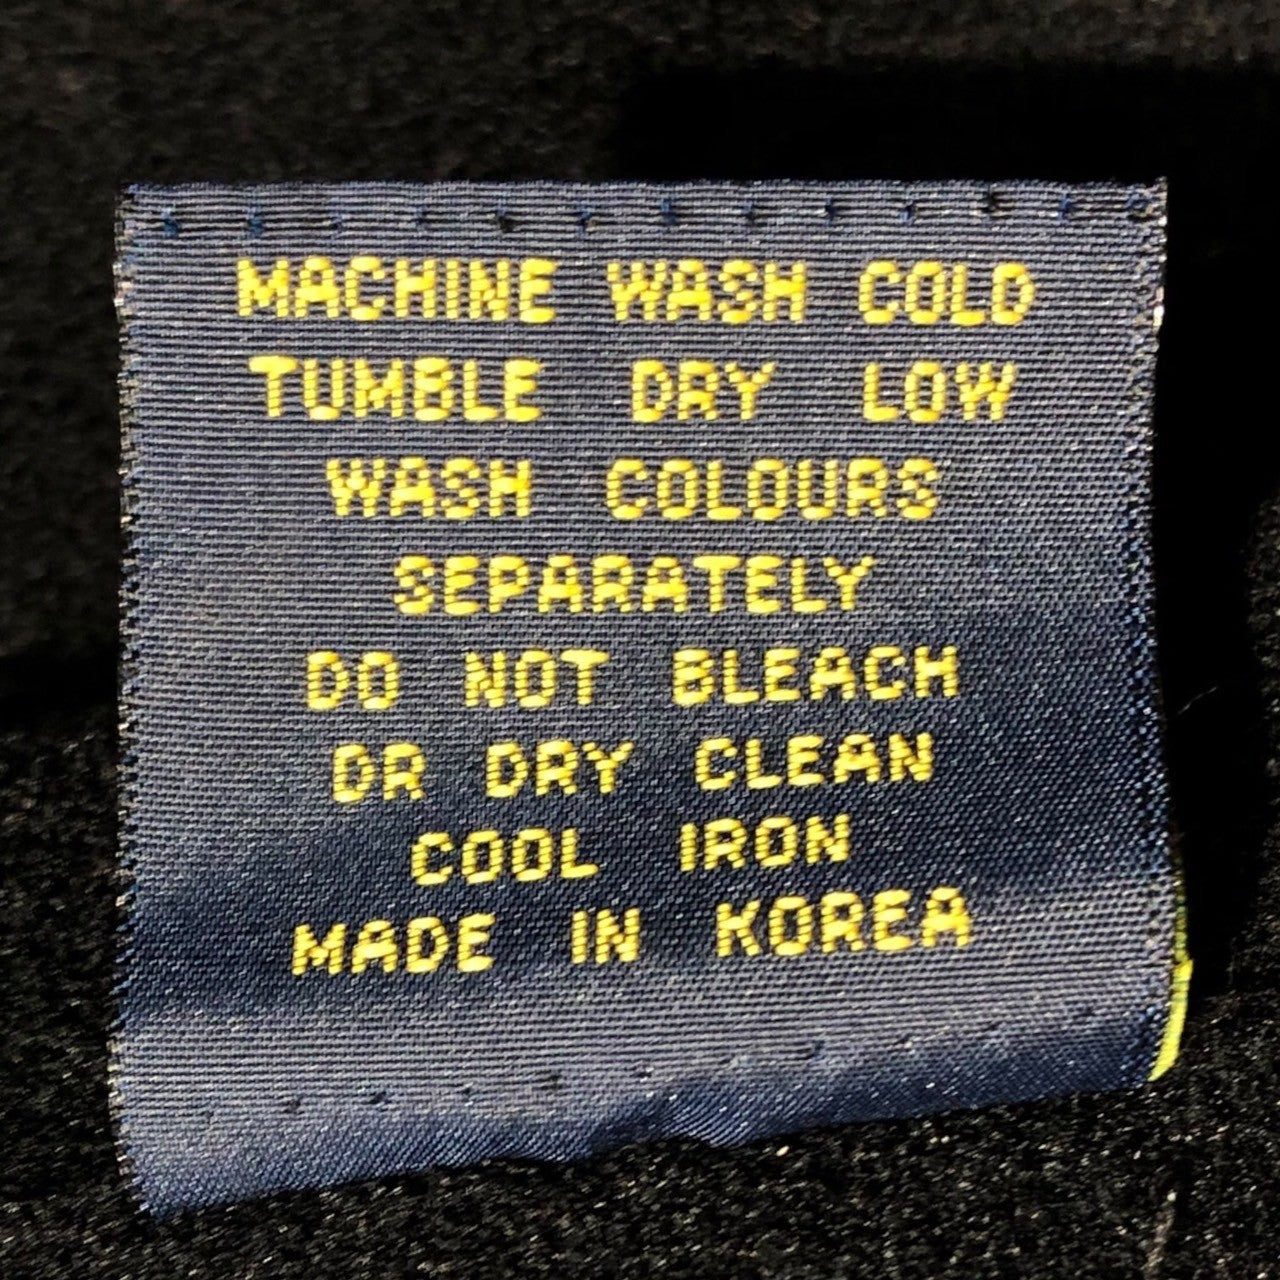 MACHINE WASH COLD
TUMBLE DRY LOW
WASH COLOURS
SEPARATELY
DO NOT BLEACH
OR DRY CLEAN
COOL IRON
MADE IN KOREA